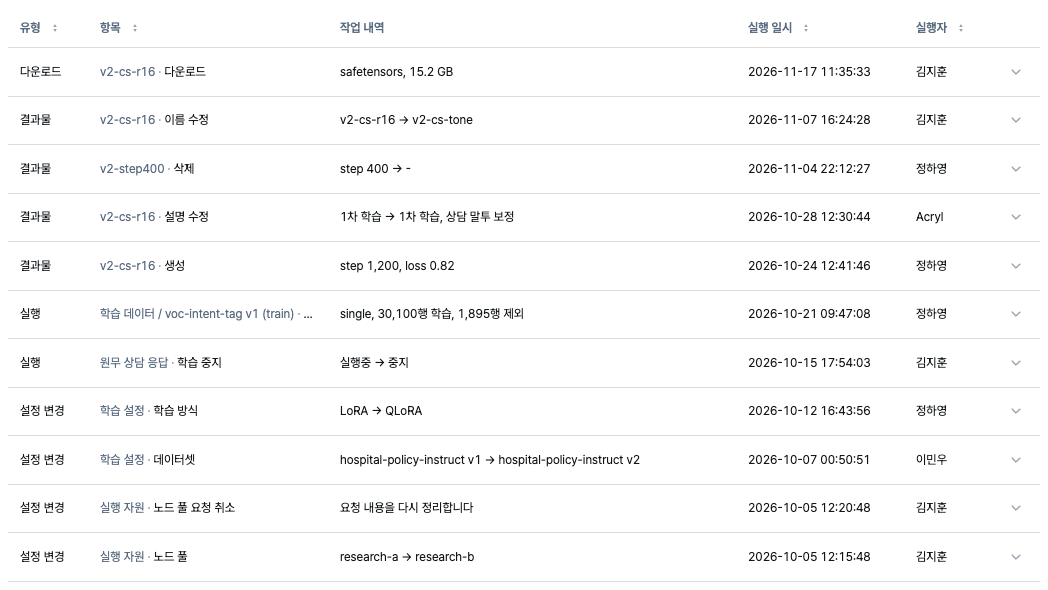 유형 항목 작업 내역 실행 일시 실행자
다운로드 v2-cs-r16 · 다운로드 safetensors, 15.2 GB 2026-11-17 11:35:33 김지훈
결과물 v2-cs-r16 · 이름 수정 v2-cs-r16 → v2-cs-tone 2026-11-07 16:24:28 김지훈
결과물 v2-step400 · 삭제 step 400 → - 2026-11-04 22:12:27 정하영
결과물 v2-cs-r16 · 설명 수정 1차 학습 → 1차 학습, 상담 말투 보정 2026-10-28 12:30:44 Acryl
결과물 v2-cs-r16 · 생성 step 1,200, loss 0.82 2026-10-24 12:41:46 정하영
실행 학습 데이터 / voc-intent-tag v1 (train) · ... single, 30,100행 학습, 1,895행 제외 2026-10-21 09:47:08 정하영
실행 원무 상담 응답 · 학습 중지 실행중 → 중지 2026-10-15 17:54:03 김지훈
설정 변경 학습 설정 · 학습 방식 LoRA → QLoRA 2026-10-12 16:43:56 정하영
설정 변경 학습 설정 · 데이터셋 hospital-policy-instruct v1 → hospital-policy-instruct v2 2026-10-07 00:50:51 이민우
설정 변경 실행 자원 · 노드 풀 요청 취소 요청 내용을 다시 정리합니다 2026-10-05 12:20:48 김지훈
설정 변경 실행 자원 · 노드 풀 research-a → research-b 2026-10-05 12:15:48 김지훈